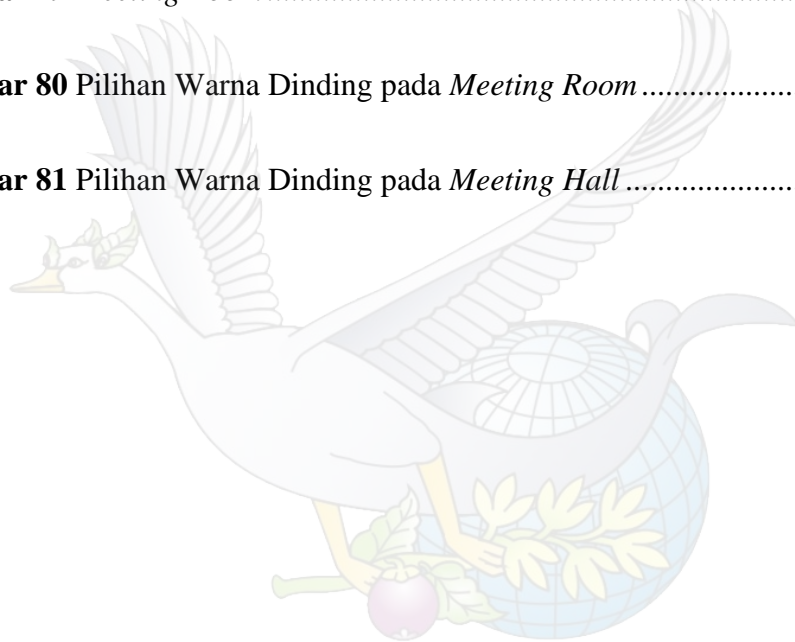 ar 80 Pilihan Warna Dinding pada Meeting Room...................
ar 81 Pilihan Warna Dinding pada Meeting Hall.....................